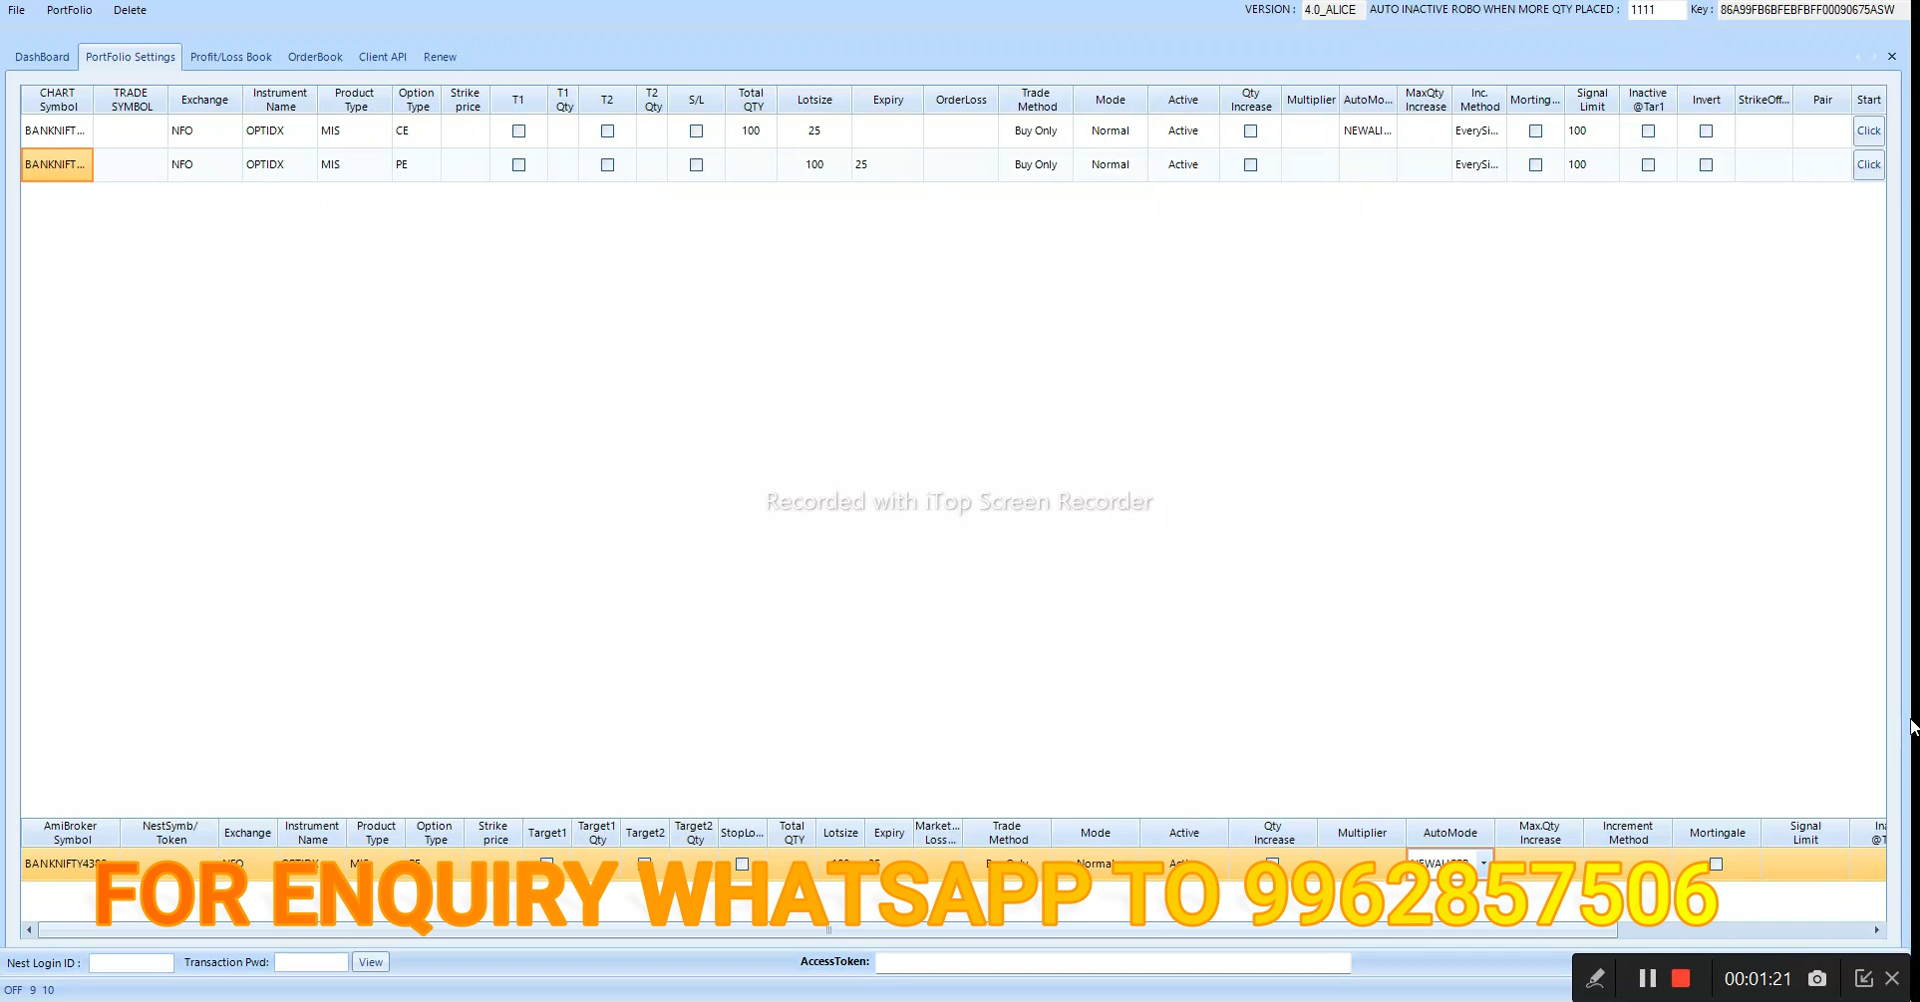 File PortFolio Delete VERSION : 4.0_ALICE AUTO INACTIVE ROBO WHEN MORE QTY PLACED : 1111 Key : 86A99FB6BFEBFBFF00090675ASW
DashBoard PortFolio Settings Profit/Loss Book OrderBook Client API Renew
CHART Symbol TRADE SYMBOL Exchange Instrument Name Product Type Option Type Strike price T1 T1 Qty T2 T2 Qty S/L Total QTY Lotsize Expiry OrderLoss Trade Method Mode Active Qty Increase Multiplier AutoMo... MaxQty Increase Inc. Method Morting... Signal Limit Inactive @Tar1 Invert StrikeOff... Pair Start
BANKNIFT... NFO OPTIDX MIS CE 100 25 Buy Only Normal Active NEWALI... EverySi... 100 Click
BANKNIFT... NFO OPTIDX MIS PE 100 25 Buy Only Normal Active EverySi... 100 Click
Recorded with iTop Screen Recorder
AmiBroker Symbol NestSymb/ Token Exchange Instrument Name Product Type Option Type Strike price Target1 Target1 Qty Target2 Target2 Qty StopLo... Total QTY Lotsize Expiry Market... Loss... Trade Method Mode Active Qty Increase Multiplier AutoMode Max.Qty Increase Increment Method Mortingale Signal Limit
FOR ENQUIRY WHATSAPP TO 9962857506
Nest Login ID : Transaction Pwd: View AccessToken:
OFF 9 10
00:01:21